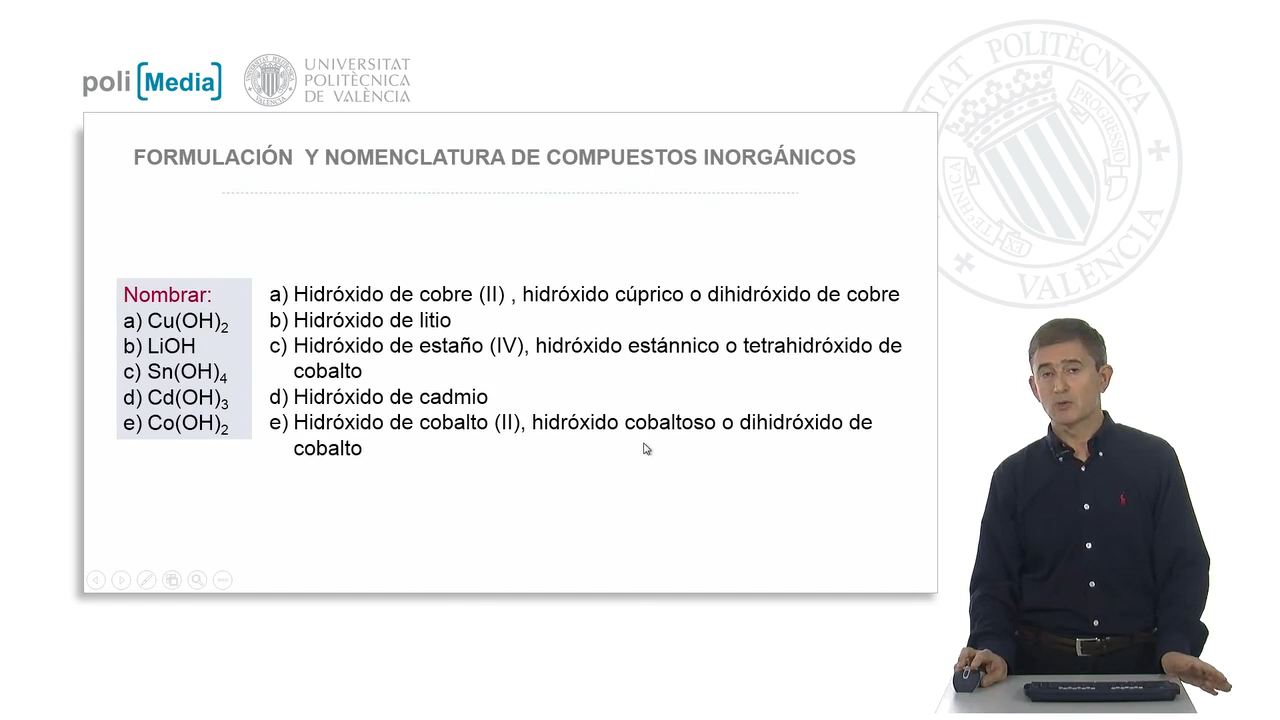 poli [Media]
UNIVERSITAT
POLITÈCNICA
DE VALÈNCIA
FORMULACIÓN Y NOMENCLATURA DE COMPUESTOS INORGÁNICOS
Nombrar:
a) Cu(OH)2
b) LiOH
c) Sn(OH)4
d) Cd(OH)3
e) Co(OH)2
a) Hidróxido de cobre (II) , hidróxido cúprico o dihidróxido de cobre
b) Hidróxido de litio
c) Hidróxido de estaño (IV), hidróxido estánnico o tetrahidróxido de
cobalto
d) Hidróxido de cadmio
e) Hidróxido de cobalto (II), hidróxido cobaltoso o dihidróxido de
cobalto
POLITÈCNICA
VALÈNCIA
PROGRESSIO